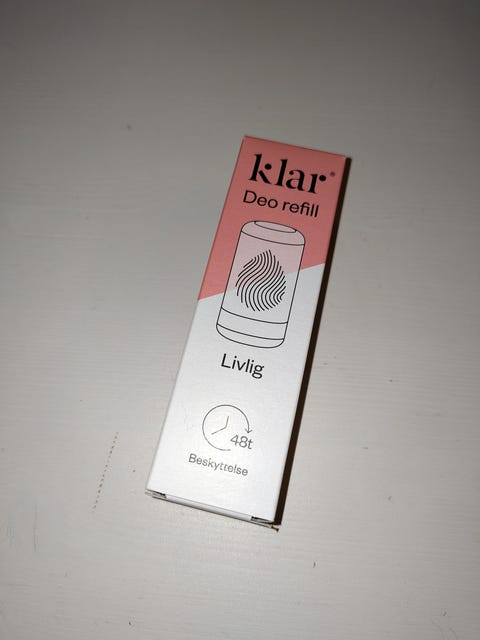 klar®
Deo refill
Livlig
48t
Beskyttelse